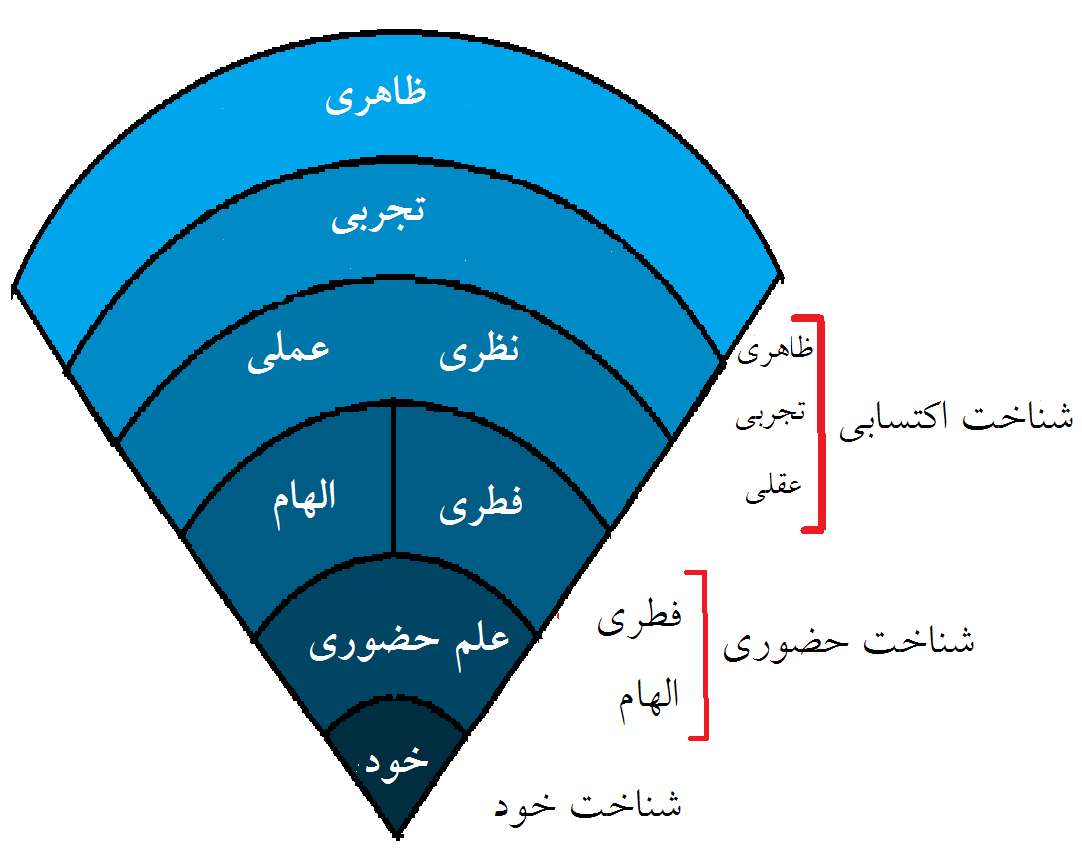 ظاهری
تجربی
نظری
عملی
فطری
الهام
علم حضوری
خود
ظاهری
تجربی
عقلی
شناخت اکتسابی
فطری
الهام
شناخت حضوری
شناخت خود